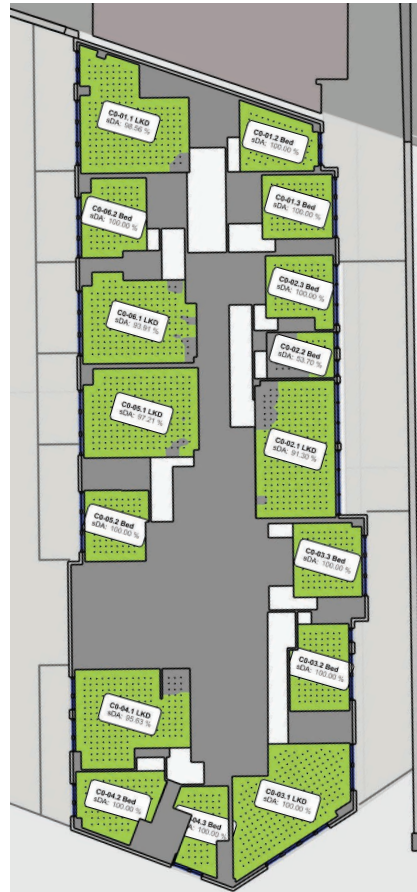 C0-01.1 LKD
sDA: 98.56 %
C0-01.2 Bed
sDA: 100.00 %
C0-01.3 Bed
sDA: 100.00 %
C0-06.2 Bed
sDA: 100.00 %
C0-02.3 Bed
sDA: 100.00 %
C0-06.1 LKD
sDA: 93.91 %
C0-02.2 Bed
sDA: 53.70 %
C0-05.1 LKD
sDA: 97.21 %
C0-02.1 LKD
sDA: 91.30 %
C0-05.2 Bed
sDA: 100.00 %
C0-03.3 Bed
sDA: 100.00 %
C0-03.2 Bed
sDA: 100.00 %
C0-04.1 LKD
sDA: 95.63 %
C0-04.2 Bed
sDA: 100.00 %
-04.3 Bed
100.00 %
C0-03.1 LKD
sDA: 100.00 %